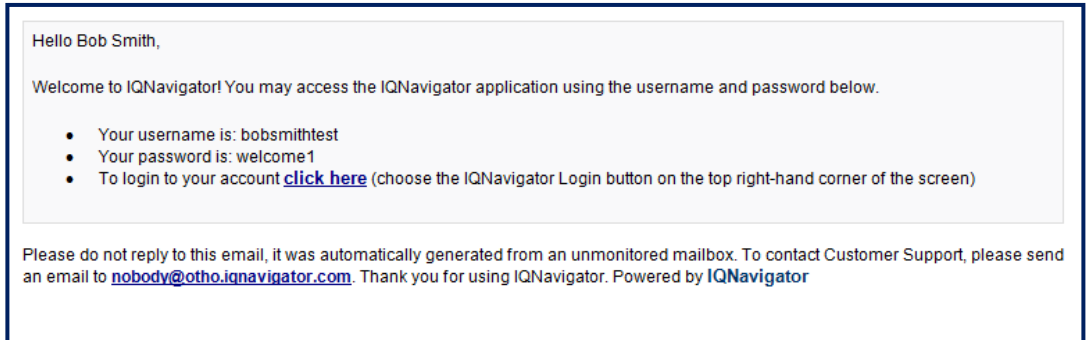 Hello Bob Smith,
Welcome to IQNavigator! You may access the IQNavigator application using the username and password below.
• Your username is: bobsmithtest
• Your password is: welcome1
• To login to your account click here (choose the IQNavigator Login button on the top right-hand corner of the screen)
Please do not reply to this email, it was automatically generated from an unmonitored mailbox. To contact Customer Support, please send
an email to nobody@otho.iqnavigator.com. Thank you for using IQNavigator. Powered by IQNavigator